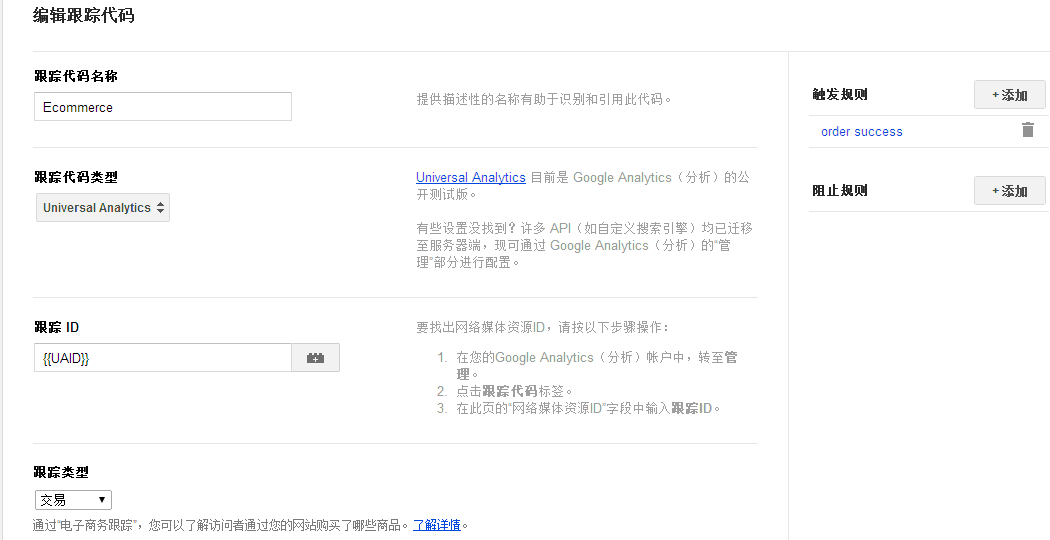 编辑跟踪代码
跟踪代码名称
Ecommerce
提供描述性的名称有助于识别和引用此代码。
跟踪代码类型
Universal Analytics
Universal Analytics 目前是 Google Analytics（分析）的公
开测试版。
有些设置没找到？许多 API（如自定义搜索引擎）均已迁移
至服务器端，现可通过 Google Analytics（分析）的“管
理”部分进行配置。
跟踪 ID
{{UAID}}
要找出网络媒体资源ID，请按以下步骤操作：
1. 在您的Google Analytics（分析）帐户中，转至管
理。
2. 点击跟踪代码标签。
3. 在此页的“网络媒体资源ID”字段中输入跟踪ID。
跟踪类型
交易
通过“电子商务跟踪”，您可以了解访问者通过您的网站购买了哪些商品。了解详情。
触发规则
+添加
order success
阻止规则
+添加